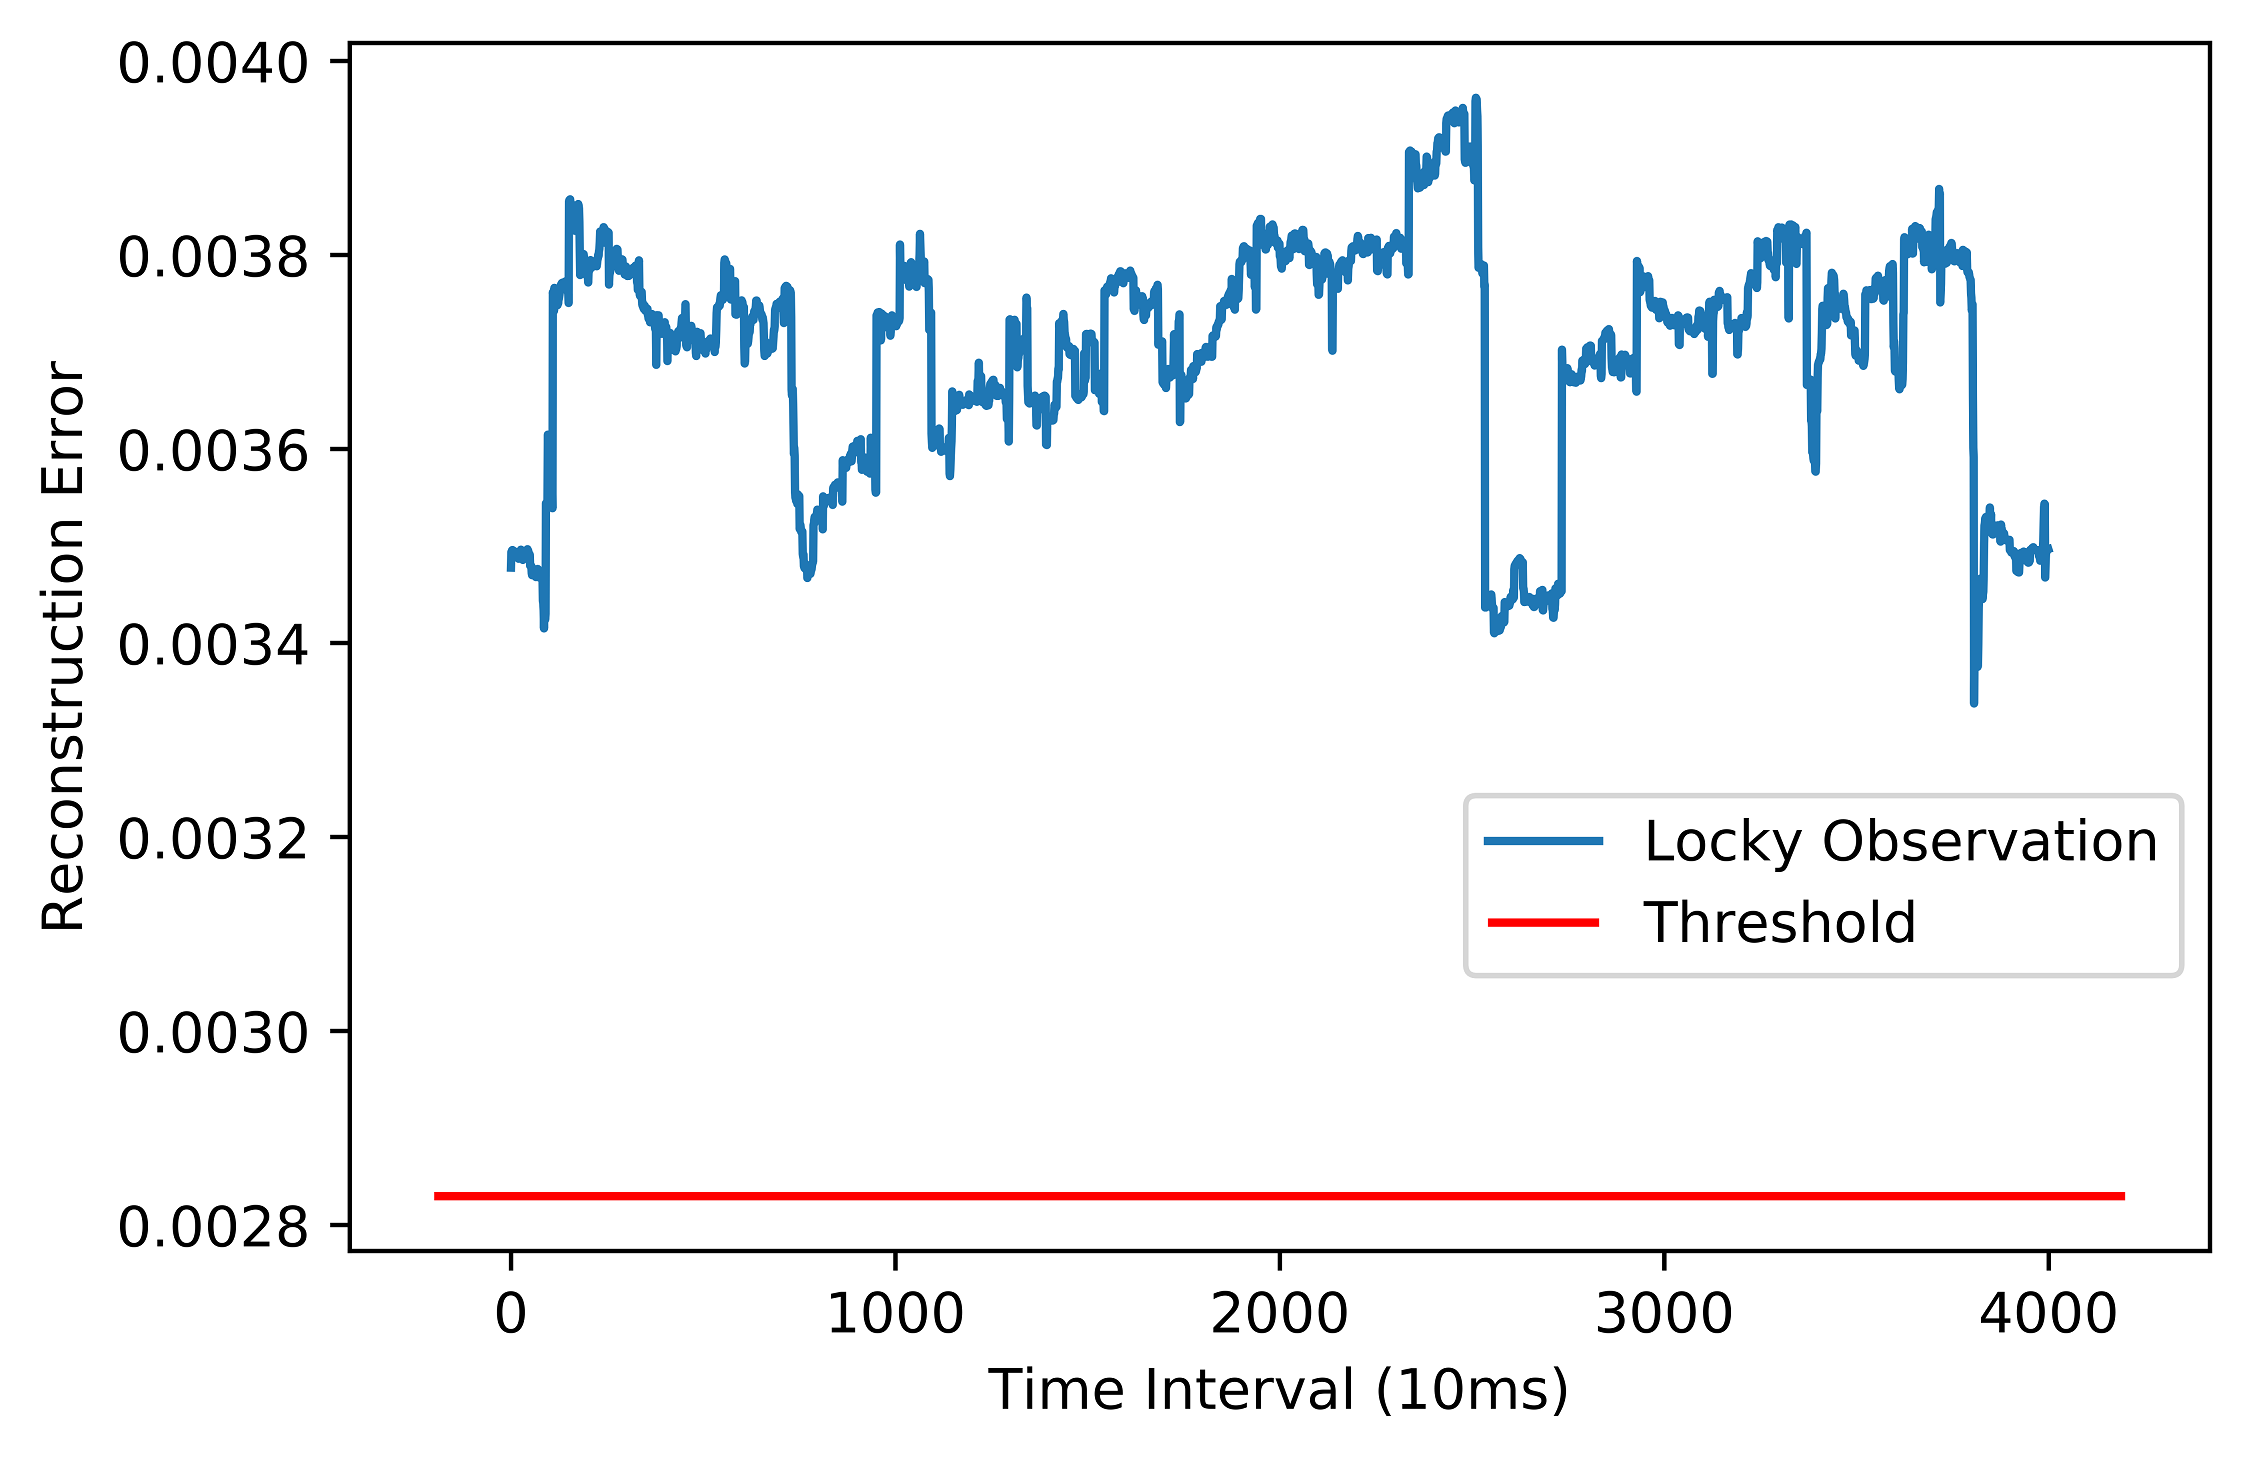 0.0040
0.0038
0.0036
0.0034
0.0032
0.0030
0.0028
Reconstruction Error
Locky Observation
Threshold
0 1000 2000 3000 4000
Time Interval (10ms)